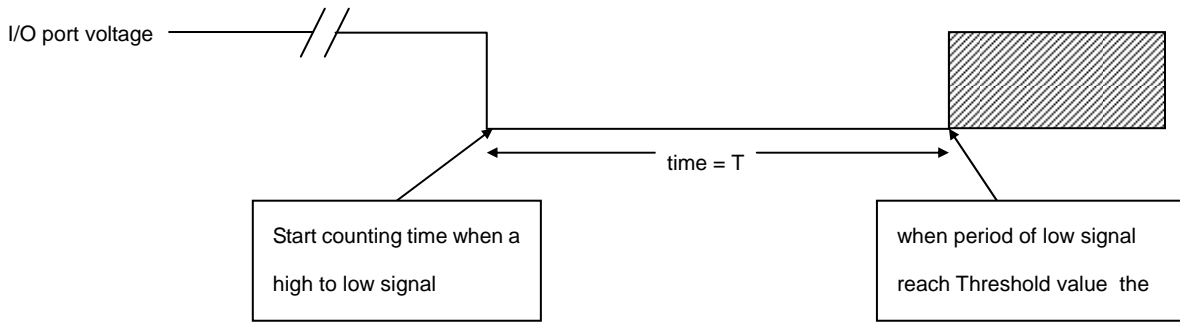 I/O port voltage
time = T
Start counting time when a
high to low signal
when period of low signal
reach Threshold value the